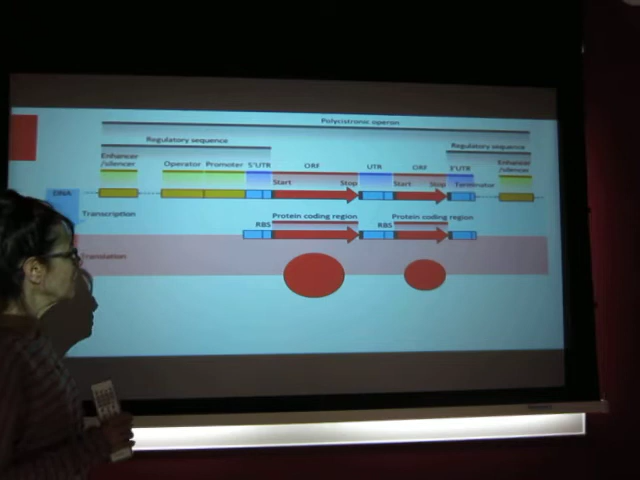 Polycistronic operon
Regulatory sequence Regulatory sequence
Enhancer /silencer Operator Promoter 5'UTR ORF UTR ORF 3'UTR Enhancer /silencer
Start Stop Start Stop Terminator
DNA
Transcription
RBS Protein coding region RBS Protein coding region
Translation